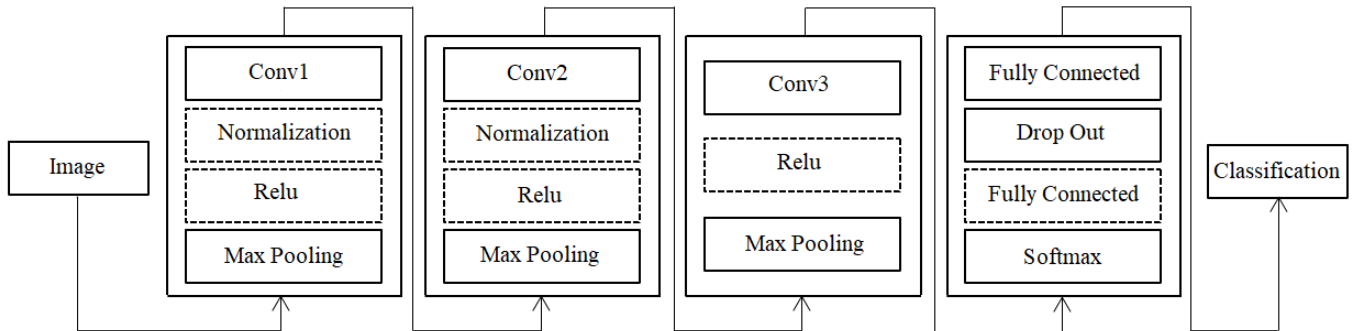 Image
Conv1
Normalization
Relu
Max Pooling
Conv2
Normalization
Relu
Max Pooling
Conv3
Relu
Max Pooling
Fully Connected
Drop Out
Fully Connected
Softmax
Classification